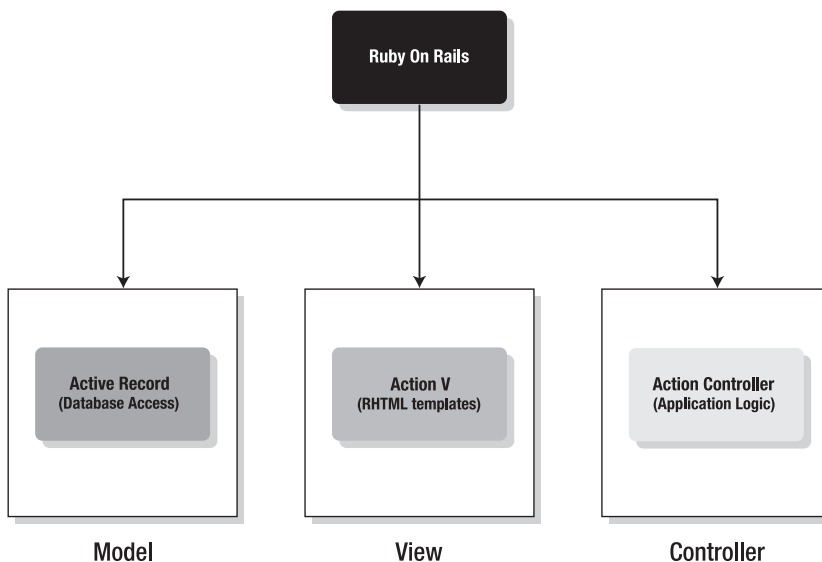 Ruby On Rails
Active Record
(Database Access)
Action V
(RHTML templates)
Action Controller
(Application Logic)
Model
View
Controller